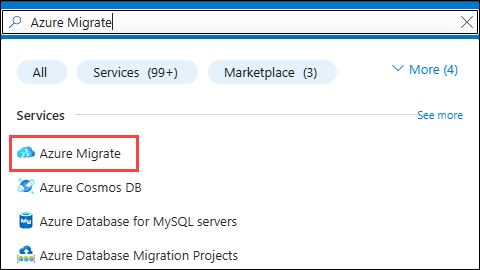 Azure Migrate
All
Services (99+)
Marketplace (3)
More (4)
Services
See more
Azure Migrate
Azure Cosmos DB
My
Azure Database for MySQL servers
Azure Database Migration Projects